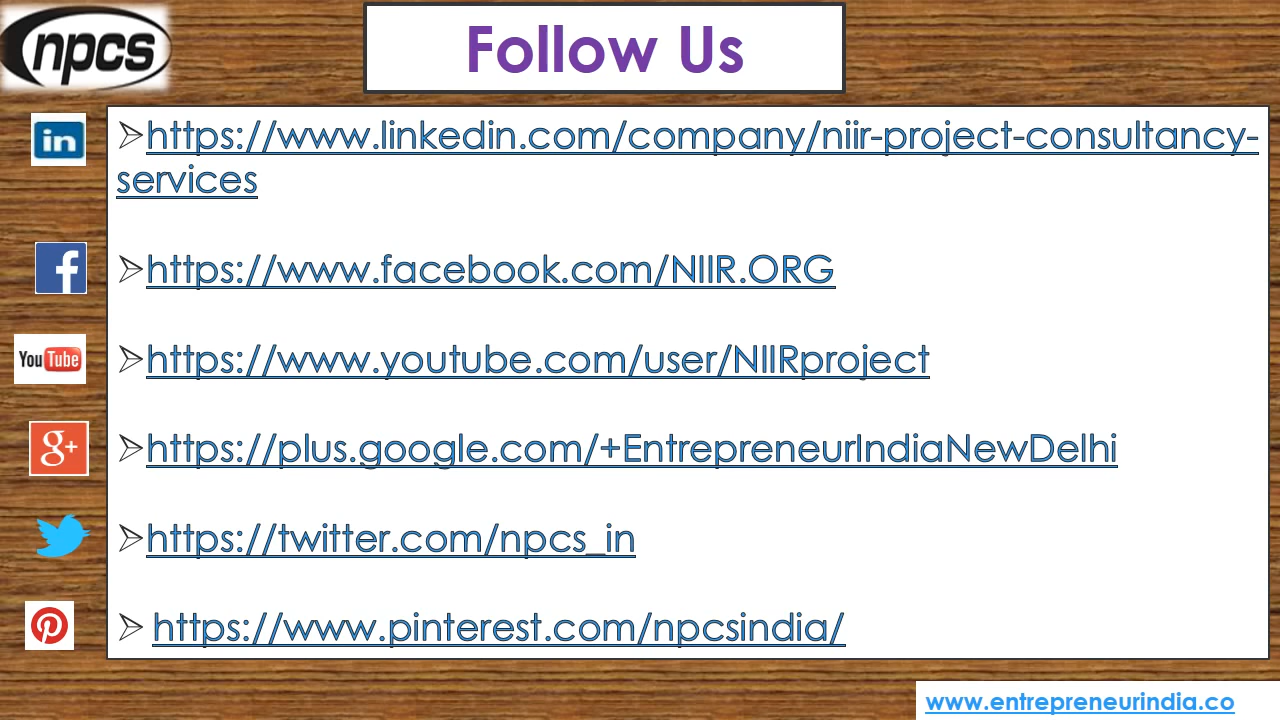 npcs
Follow Us
in
➢https://www.linkedin.com/company/niir-project-consultancy-
services
f
➢https://www.facebook.com/NIIR.ORG
YouTube
➢https://www.youtube.com/user/NIIRproject
g+
➢https://plus.google.com/+EntrepreneurIndiaNewDelhi
➢https://twitter.com/npcs_in
➢ https://www.pinterest.com/npcsindia/
www.entrepreneurindia.co